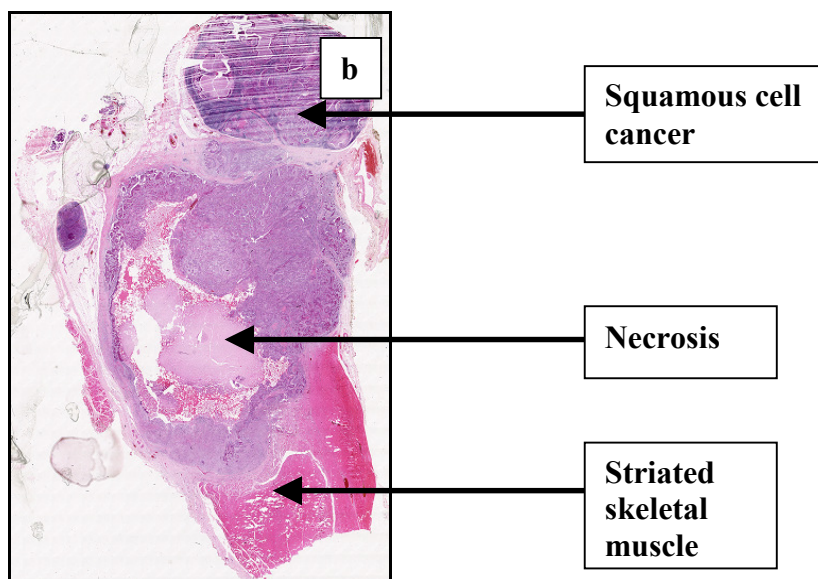 b
Squamous cell
cancer
Necrosis
Striated
skeletal
muscle